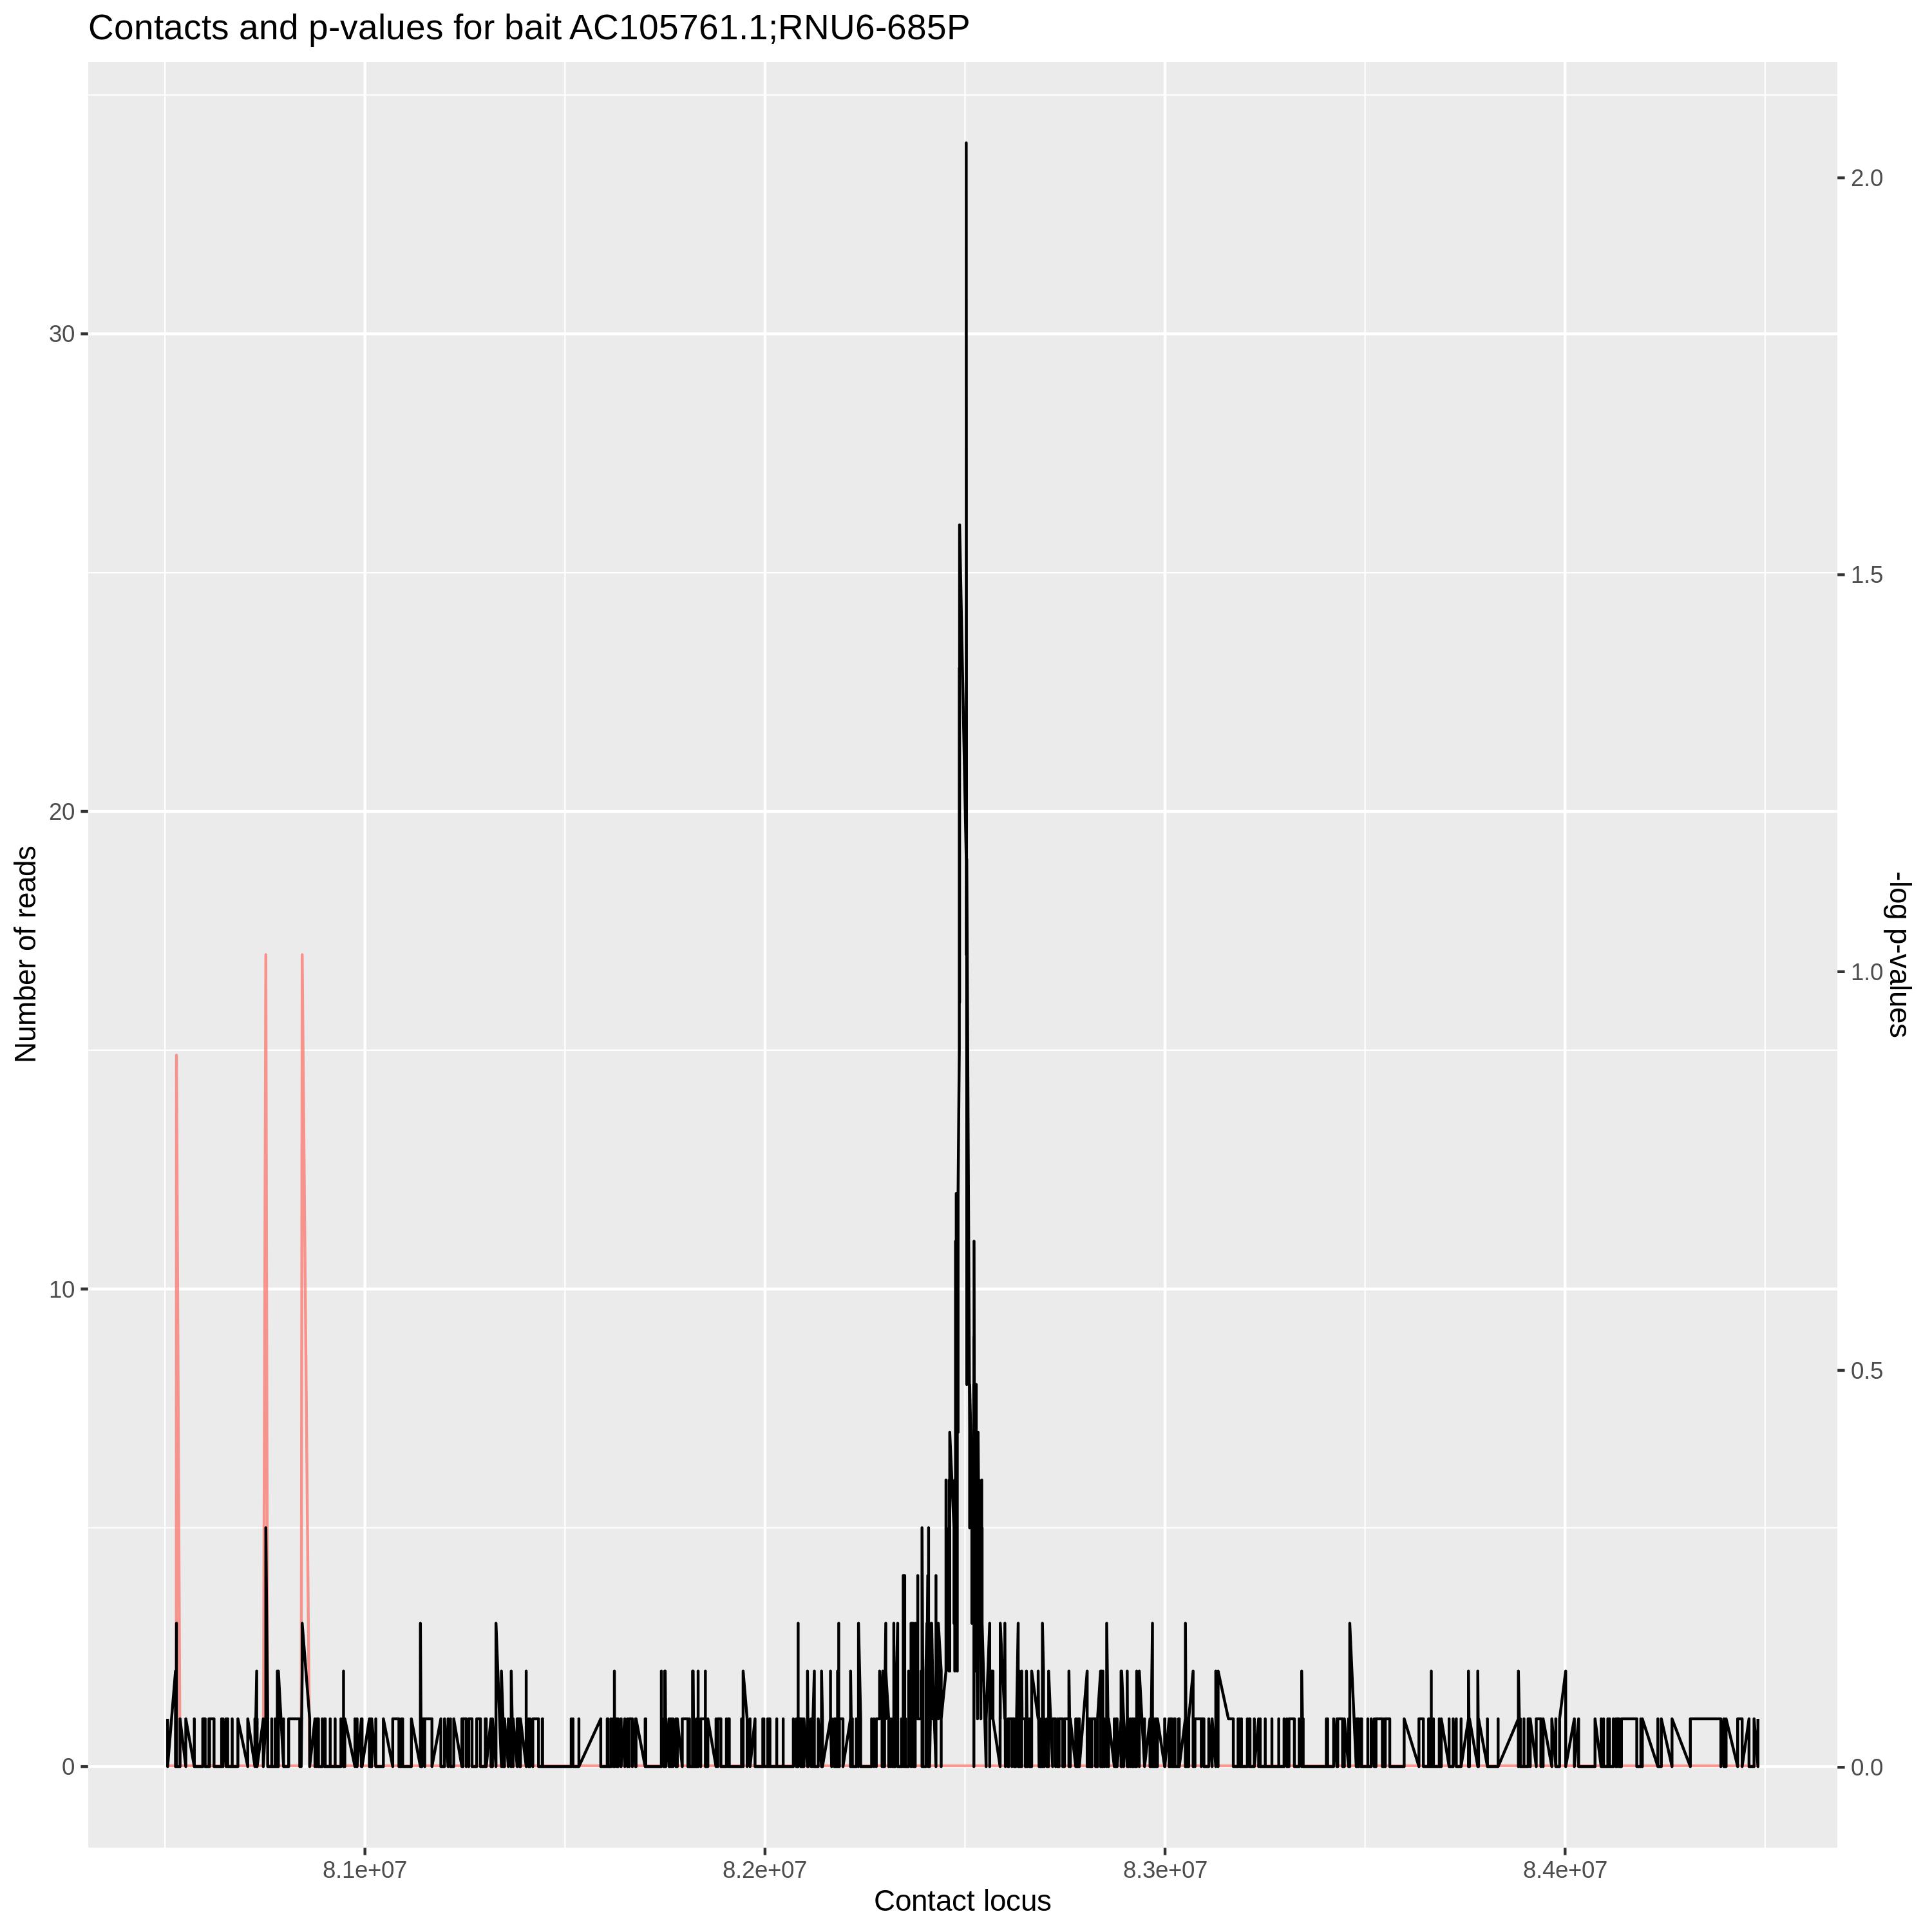 Contacts and p-values for bait AC105761.1;RNU6-685P
30
20
10
0
Number of reads
2.0
1.5
1.0
0.5
0.0
-log p-values
8.1e+07 8.2e+07 8.3e+07 8.4e+07
Contact locus